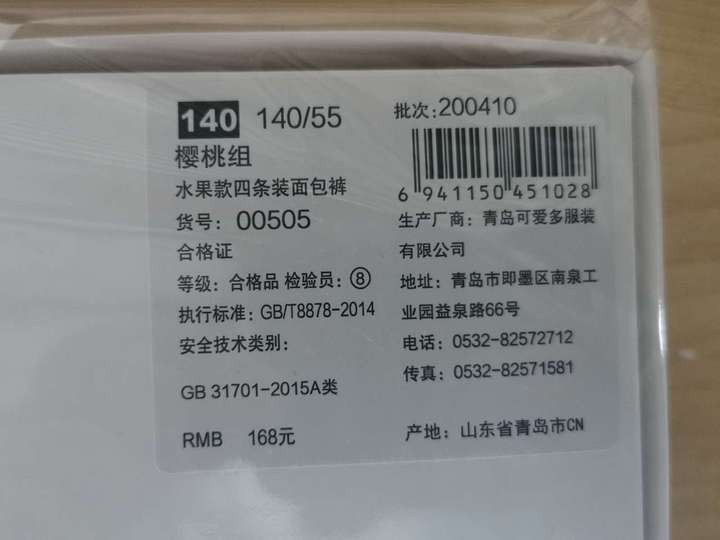 140 140/55
樱桃组
水果款四条装面包裤
货号: 00505
合格证
等级: 合格品 检验员: ⑧
执行标准: GB/T8878-2014
安全技术类别:
GB 31701-2015A类
RMB 168元
批次: 200410
6 941150 451028
生产厂商: 青岛可爱多服装
有限公司
地址: 青岛市即墨区南泉工
业园益泉路66号
电话: 0532-82572712
传真: 0532-82571581
产地: 山东省青岛市CN